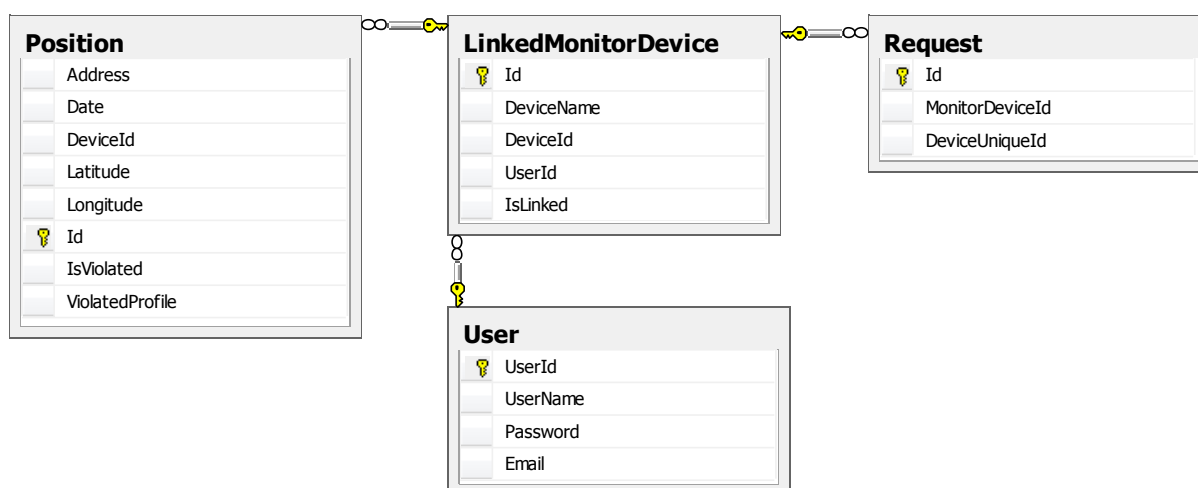 Position
Address
Date
DeviceId
Latitude
Longitude
Id
IsViolated
ViolatedProfile
LinkedMonitorDevice
Id
DeviceName
DeviceId
UserId
IsLinked
Request
Id
MonitorDeviceId
DeviceUniqueId
User
UserId
UserName
Password
Email